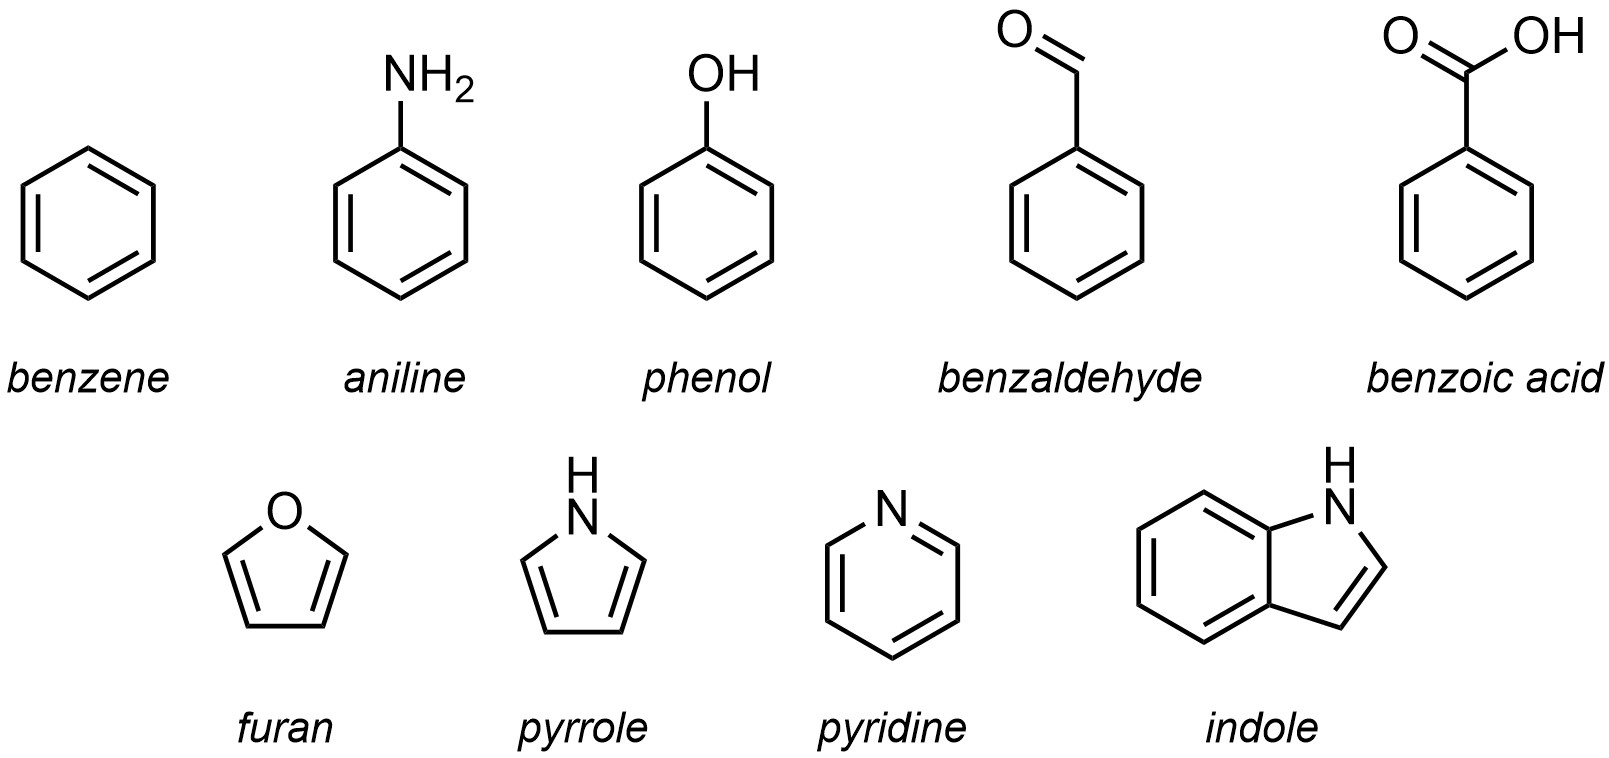 NH₂
OH
O
O OH
benzene aniline phenol benzaldehyde benzoic acid
O
H
N
N
H
N
furan pyrrole pyridine indole